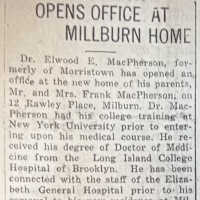 OPENS OFFICE AT
MILLBURN HOME
Dr. Elwood E. MacPherson, for-
merly of Morristown has opened an
office at the new home of his parents,
Mr. and Mrs. Frank MacPherson, on
12 Rawley Place, Milburn. Dr. Mac-
Pherson had his college training at
New York University prior to enter-
ing upon his medical course. He re-
ceived his degree of Doctor of Medi-
cine from the Long Island College
Hospital of Brooklyn. He has been
connected with the staff of the Eliza-
beth General Hospital prior to his